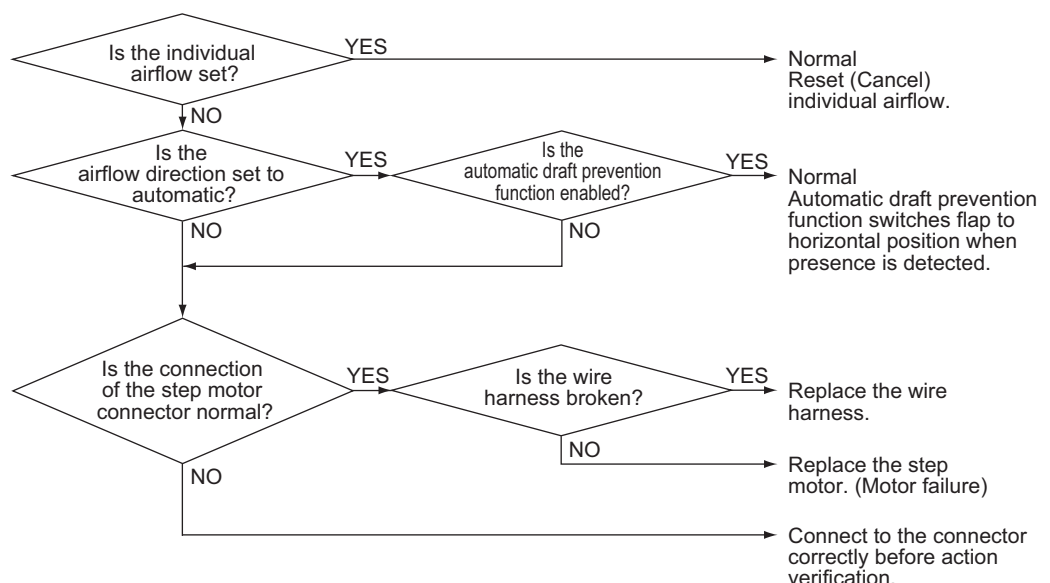 Is the individual
airflow set?
YES
Normal
Reset (Cancel)
individual airflow.
NO
Is the
airflow direction set to
automatic?
YES
Is the
automatic draft prevention
function enabled?
YES
Normal
Automatic draft prevention
function switches flap to
horizontal position when
presence is detected.
NO
NO
Is the connection
of the step motor
connector normal?
YES
Is the wire
harness broken?
YES
Replace the wire
harness.
NO
Replace the step
motor. (Motor failure)
NO
Connect to the connector
correctly before action
verification.